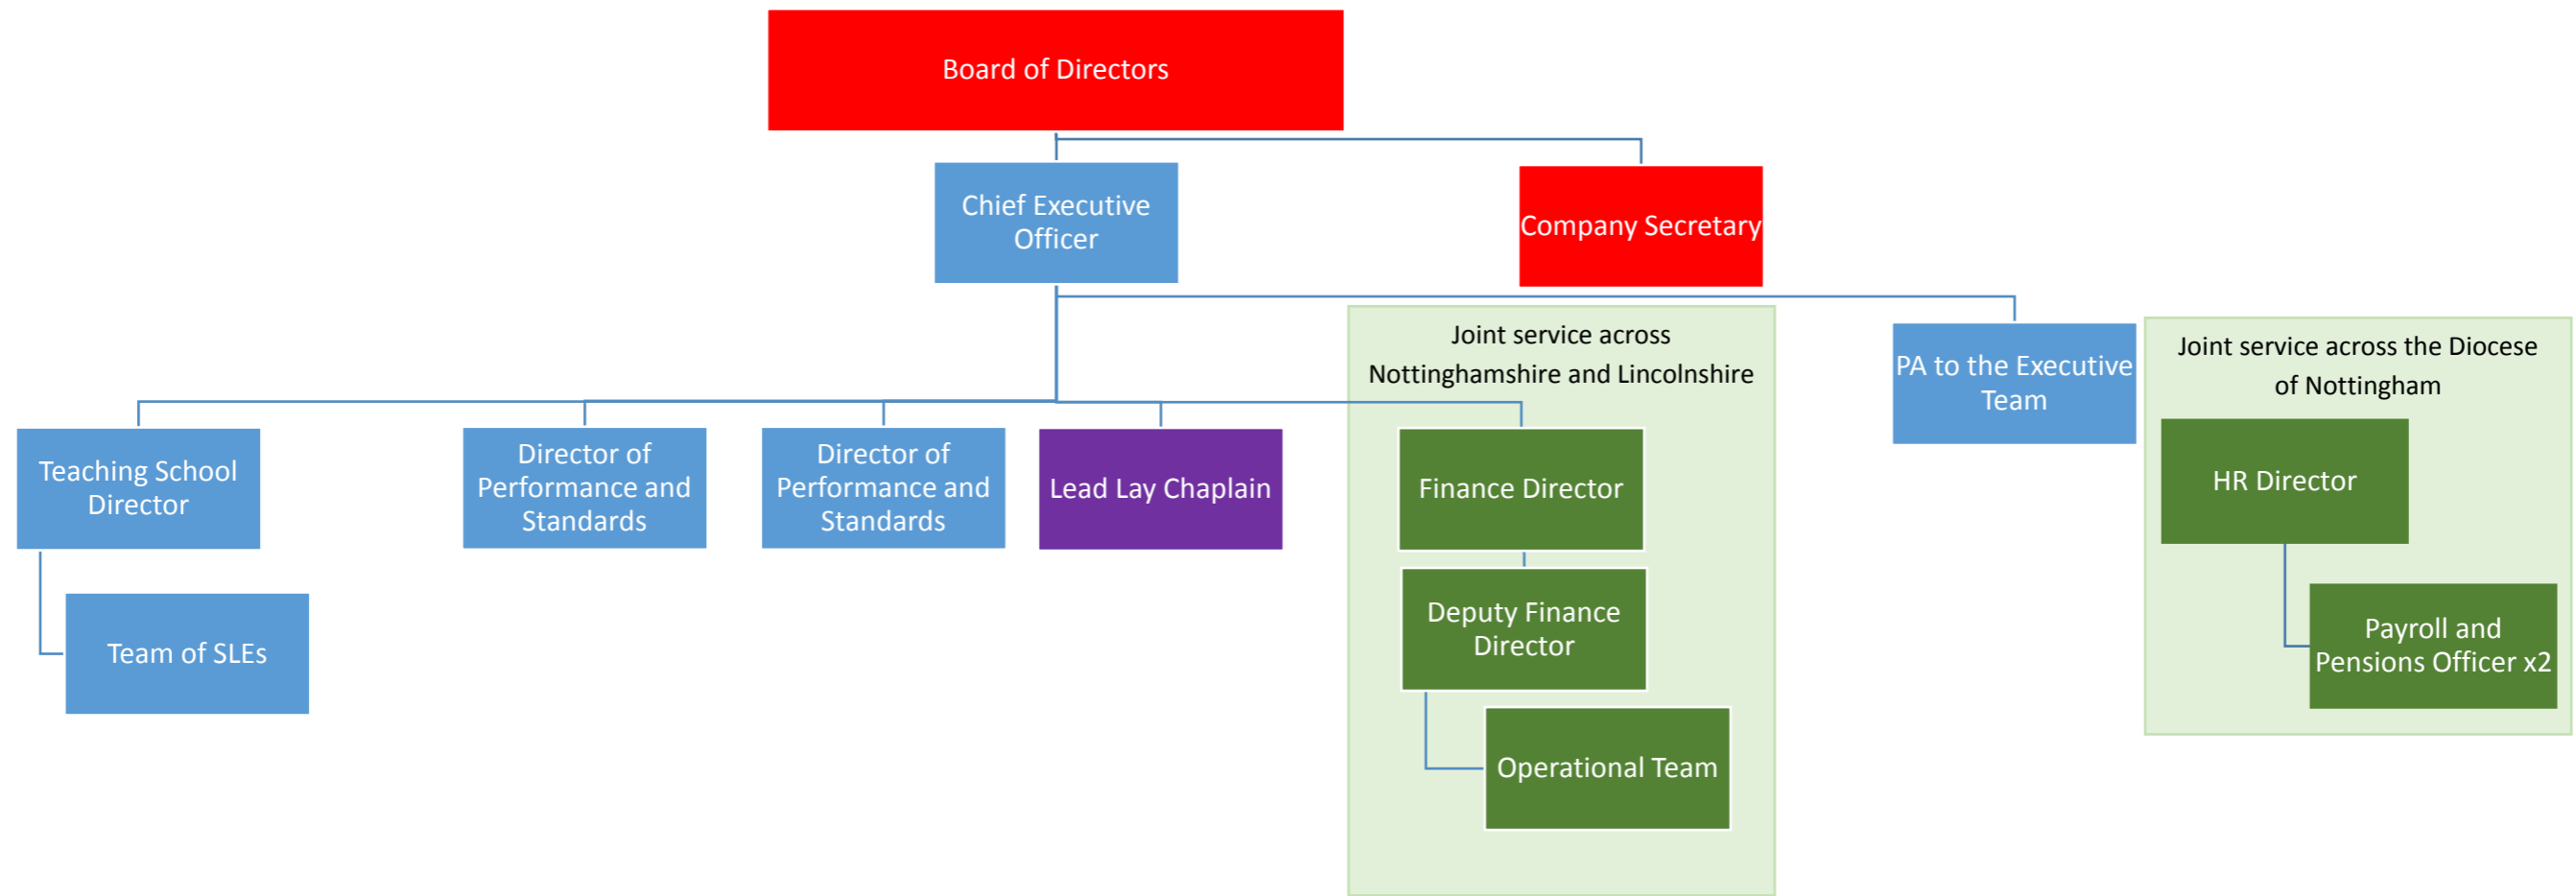 Board of Directors
Chief Executive
Officer
Company Secretary
Joint service across
Nottinghamshire and Lincolnshire
PA to the Executive
Team
Joint service across the Diocese
of Nottingham
Teaching School
Director
Director of
Performance and
Standards
Director of
Performance and
Standards
Lead Lay Chaplain
Finance Director
HR Director
Team of SLEs
Deputy Finance
Director
Payroll and
Pensions Officer x2
Operational Team